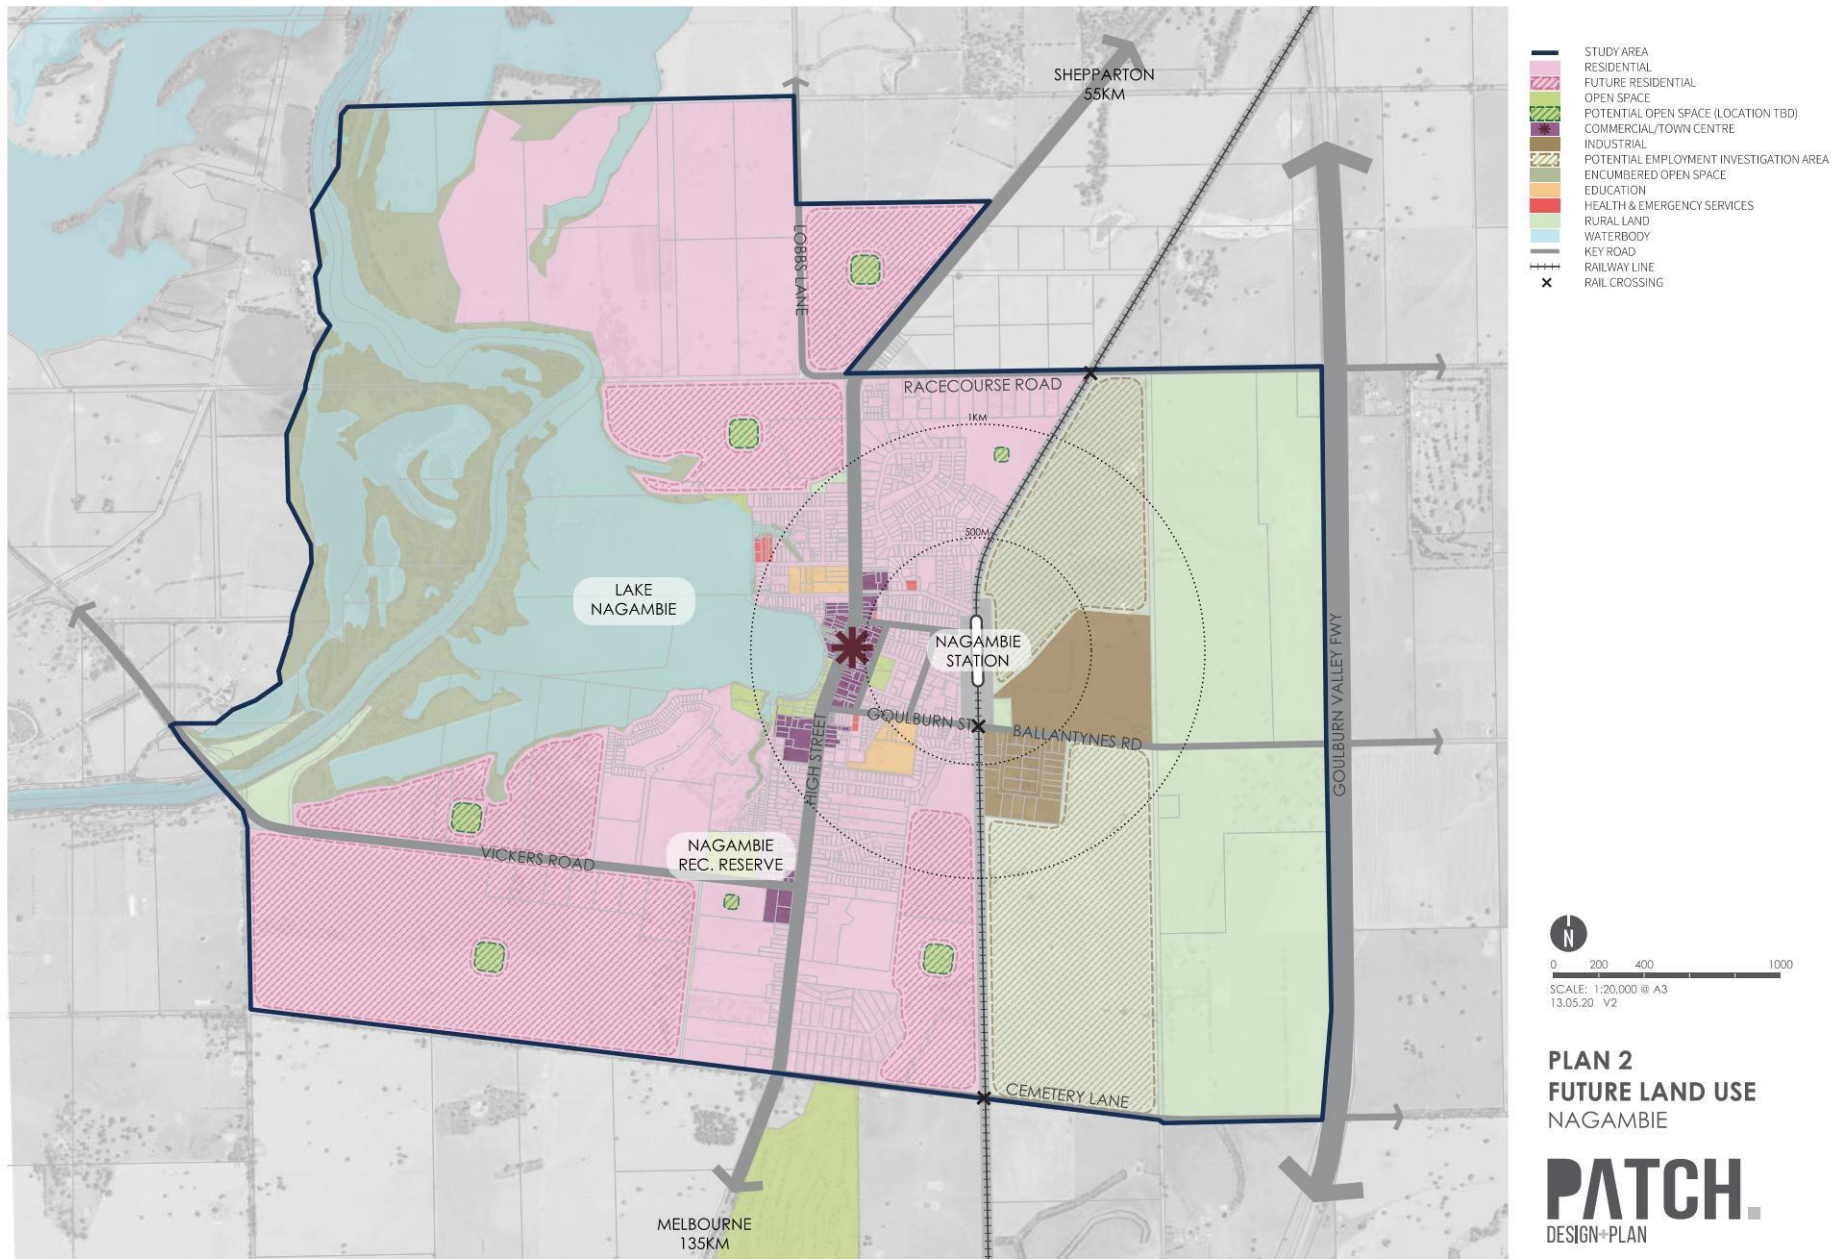 SHEPPARTON
55KM
LOBBS LANE
RACECOURSE ROAD
1KM
500M
LAKE
NAGAMBIE
NAGAMBIE
STATION
GOULBURN ST
BALLANTYNES RD
HIGH STREET
GOULBURN VALLEY FWY
NAGAMBIE
REC. RESERVE
VICKERS ROAD
CEMETERY LANE
MELBOURNE
135KM
STUDY AREA
RESIDENTIAL
FUTURE RESIDENTIAL
OPEN SPACE
POTENTIAL OPEN SPACE (LOCATION TBD)
COMMERCIAL/TOWN CENTRE
INDUSTRIAL
POTENTIAL EMPLOYMENT INVESTIGATION AREA
ENCUMBERED OPEN SPACE
EDUCATION
HEALTH & EMERGENCY SERVICES
RURAL LAND
WATERBODY
KEY ROAD
RAILWAY LINE
RAIL CROSSING
N
0 200 400 1000
SCALE: 1:20,000 @ A3
13.05.20 V2
PLAN 2
FUTURE LAND USE
NAGAMBIE
PATCH.
DESIGN+PLAN